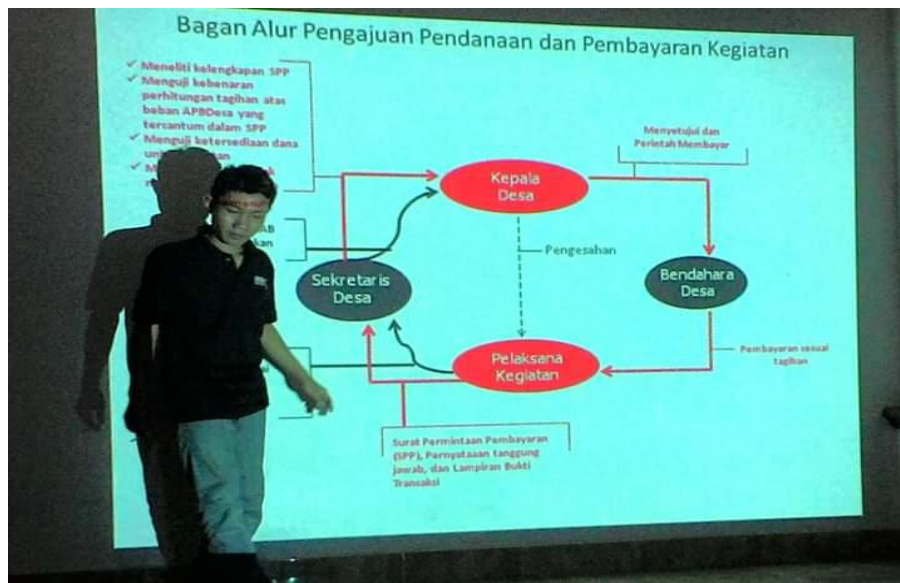 Bagan Alur Pengajuan Pendanaan dan Pembayaran Kegiatan
✓ Meneliti kelengkapan SPP
✓ Menguji kebenaran
perhitungan tagihan atas
beban APBDesa yang
tersantum dalam SPP
✓ Menguji ketersediaan dana
Menyetujui dan
Perintah Membayar
Kepala
Desa
Pengesahan
Sekretaris
Desa
Bendahara
Desa
Pelaksana
Kegiatan
Pembayaran sesuai
tagihan
Surat Permintaan Pembayaran
(SPP), Pernyataaan tanggung
jawab, dan Lampiran Bukti
Transaksi